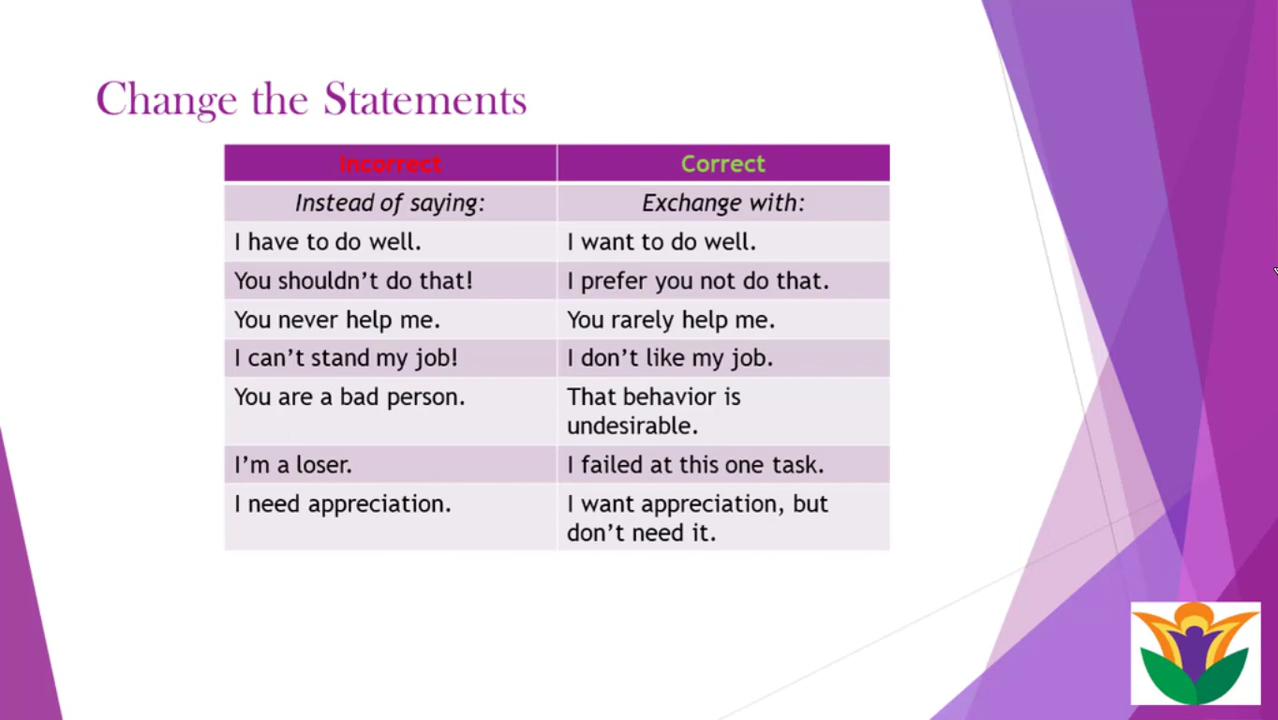 Change the Statements
Incorrect
Correct
Instead of saying:
Exchange with:
I have to do well.
I want to do well.
You shouldn’t do that!
I prefer you not do that.
You never help me.
You rarely help me.
I can’t stand my job!
I don’t like my job.
You are a bad person.
That behavior is
undesirable.
I’m a loser.
I failed at this one task.
I need appreciation.
I want appreciation, but
don’t need it.